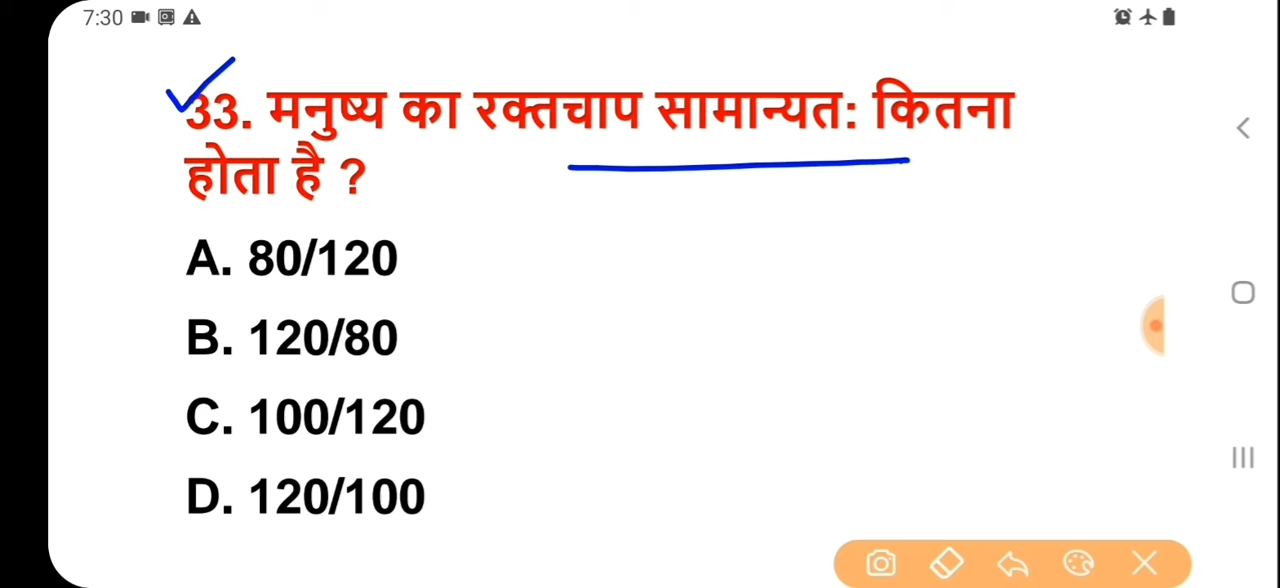 7:30
33. मनुष्य का रक्तचाप सामान्यत: कितना
होता है ?
A. 80/120
B. 120/80
C. 100/120
D. 120/100